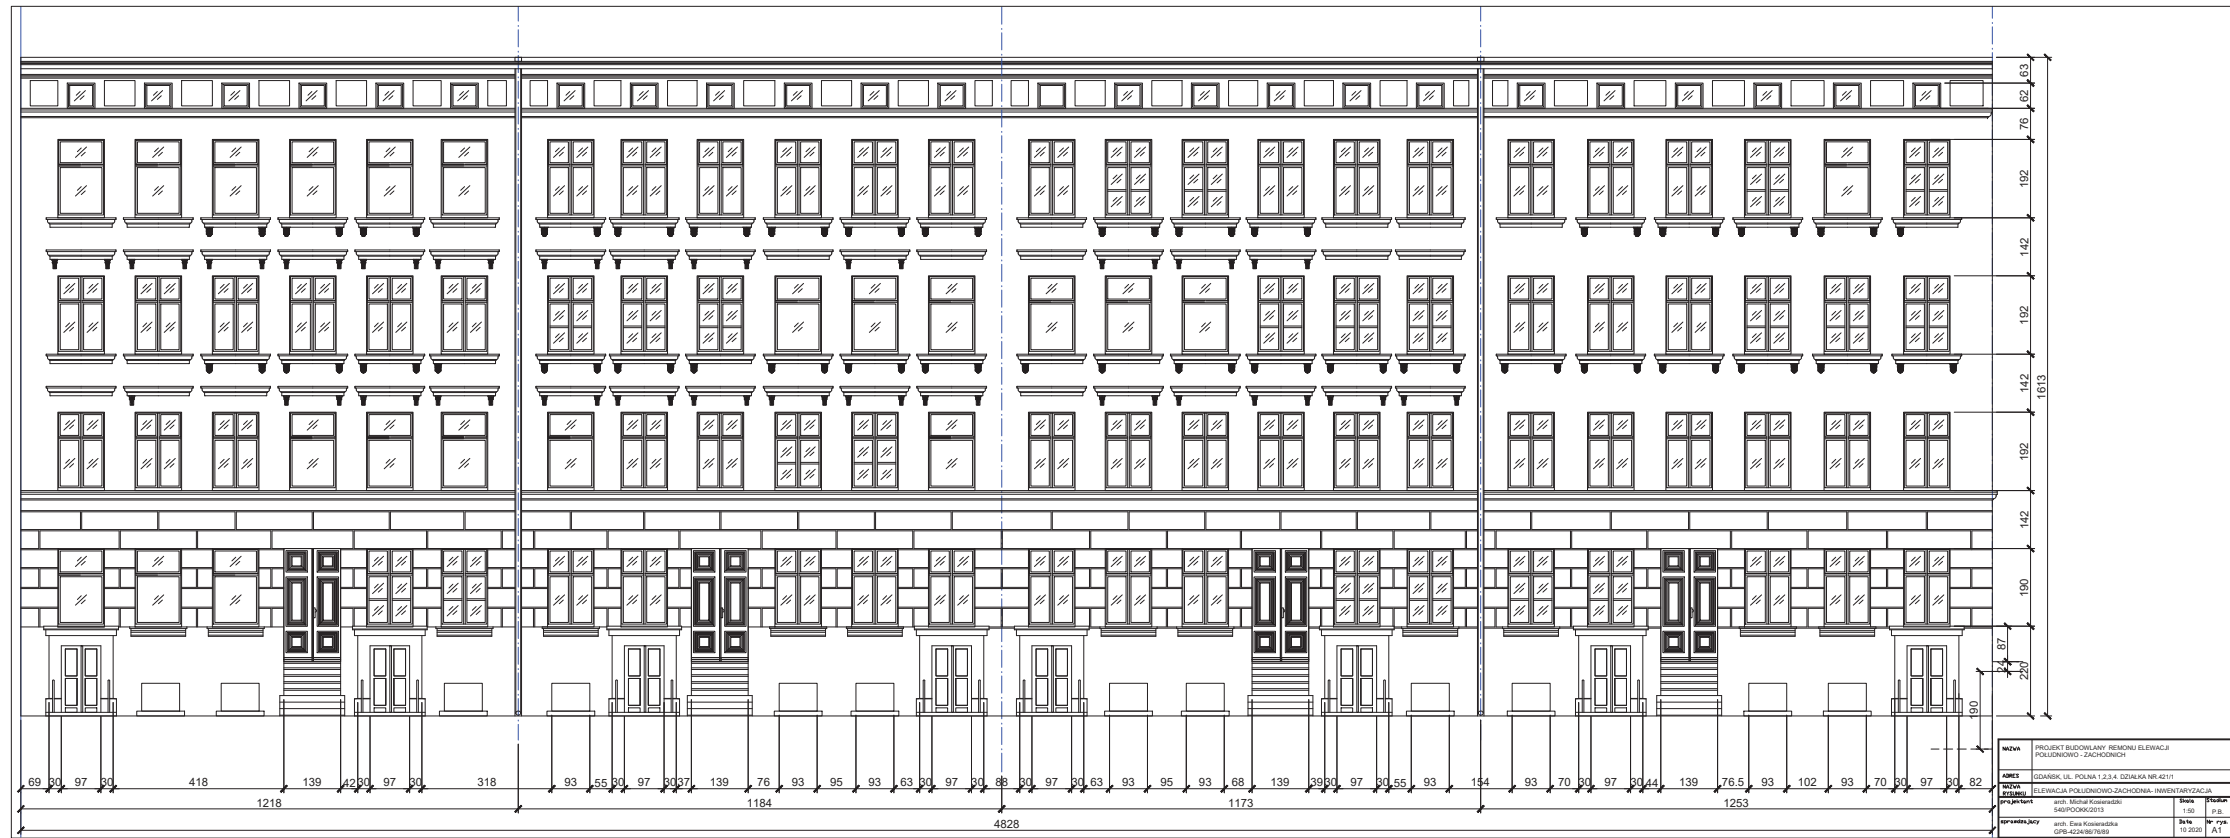 63
62
76
192
142
192
142
1613
192
142
190
87
24
220
190
69 30 97 30 418 139 42 30 97 30 318 93 55 30 97 30 37 139 76 93 95 93 63 30 97 30 88 30 97 30 63 93 95 93 68 139 39 30 97 30 55 93 154 93 70 30 97 30 44 139 76.5 93 102 93 70 30 97 30 82
1218 1184 1173 1253
4828
NAZWA PROJEKT BUDOWLANY REMONU ELEWACJI
POŁUDNIOWO - ZACHODNICH
ADRES GDAŃSK, UL. POLNA 1,2,3,4. DZIAŁKA NR.421/1
NAZWA RYSUNKU ELEWACJA POŁUDNIOWO-ZACHODNIA- INWENTARYZACJA
projektant arch. Michał Kosieradzki Skala Stadium
540/POOKK/2013 1:50 P.B.
sprawdzający arch. Ewa Kosieradzka Data Nr rys.
GPB-4224/86/76/89 10 2020 A1